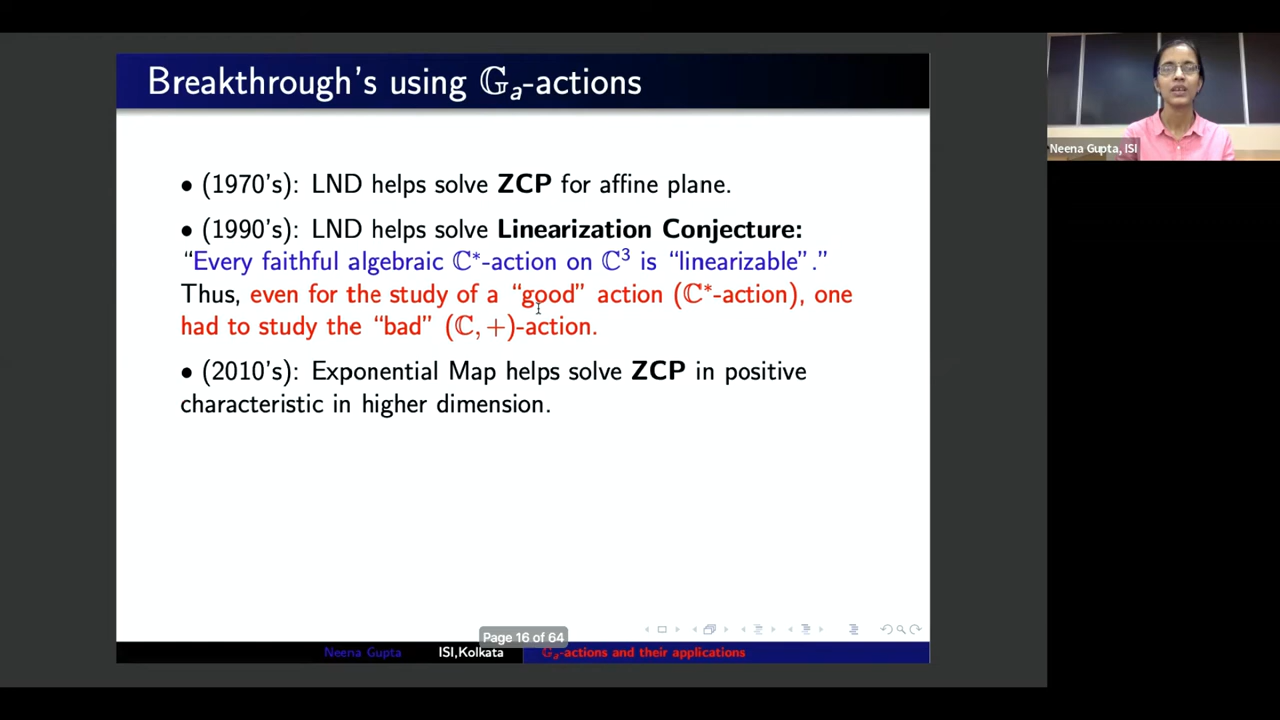 Breakthrough's using 𝔾ₐ-actions
Neena Gupta, ISI
• (1970's): LND helps solve ZCP for affine plane.
• (1990's): LND helps solve Linearization Conjecture:
“Every faithful algebraic ℂ*-action on ℂ³ is “linearizable”.”
Thus, even for the study of a “good” action (ℂ*-action), one
had to study the “bad” (ℂ, +)-action.
• (2010's): Exponential Map helps solve ZCP in positive
characteristic in higher dimension.
Page 16 of 64
Neena Gupta ISI,Kolkata 𝔾ₐ-actions and their applications